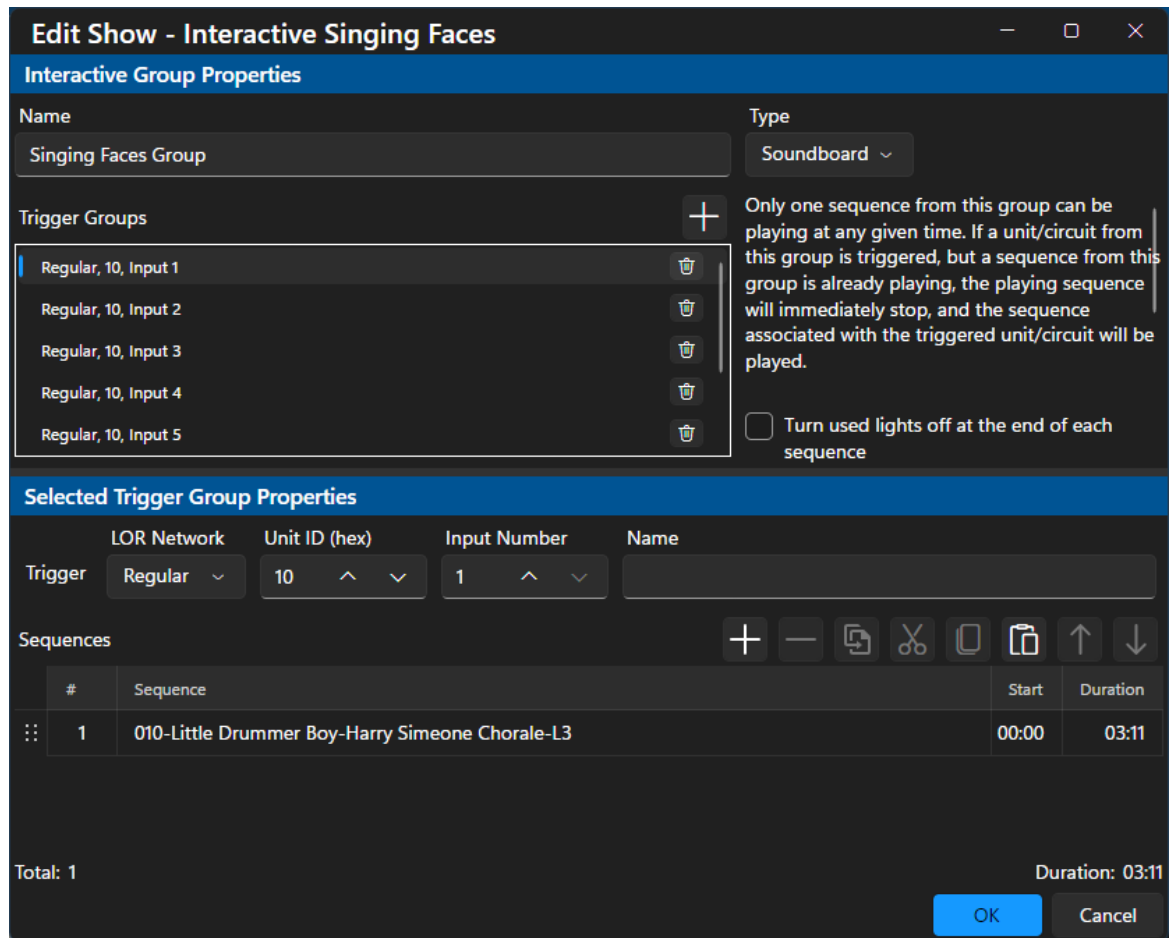 Edit Show - Interactive Singing Faces
Interactive Group Properties
Name
Singing Faces Group
Type
Soundboard
Trigger Groups
Regular, 10, Input 1
Regular, 10, Input 2
Regular, 10, Input 3
Regular, 10, Input 4
Regular, 10, Input 5
Only one sequence from this group can be
playing at any given time. If a unit/circuit from
this group is triggered, but a sequence from this
group is already playing, the playing sequence
will immediately stop, and the sequence
associated with the triggered unit/circuit will be
played.
Turn used lights off at the end of each
sequence
Selected Trigger Group Properties
LOR Network Unit ID (hex) Input Number Name
Trigger Regular 10 1
Sequences
# Sequence Start Duration
1 010-Little Drummer Boy-Harry Simeone Chorale-L3 00:00 03:11
Total: 1 Duration: 03:11
OK Cancel